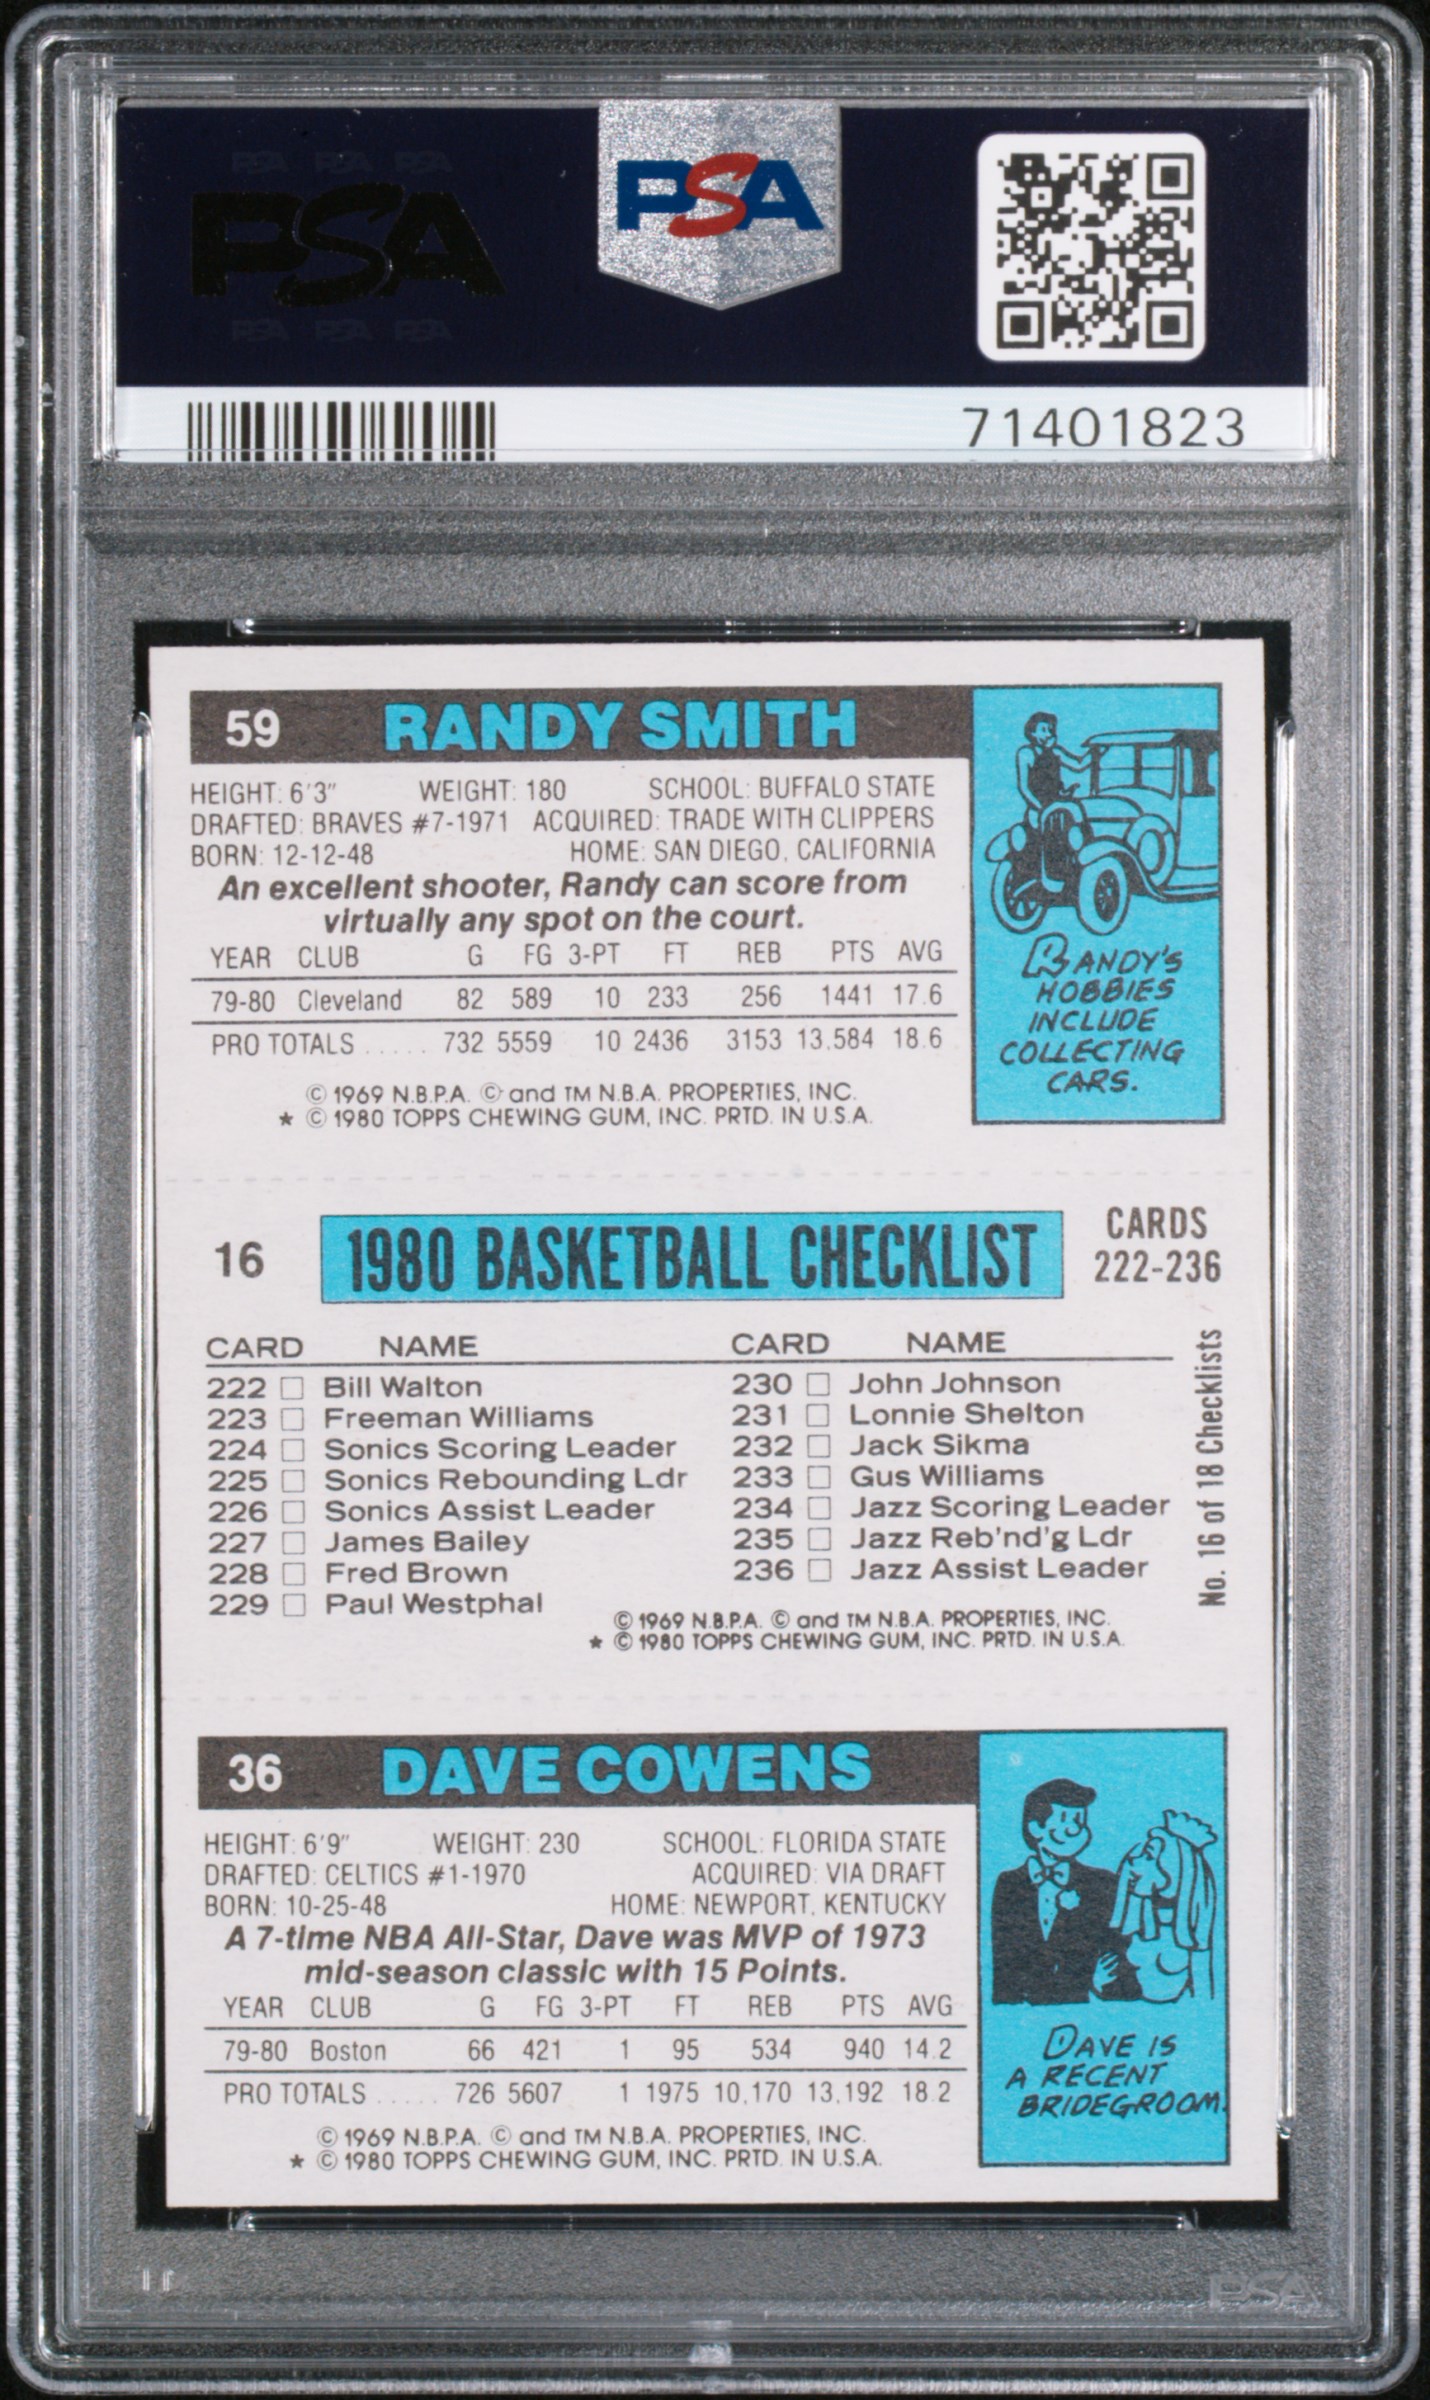 PSA PSA PSA
PSA
PSA PSA PSA
PSA
71401823
59 RANDY SMITH
HEIGHT: 6'3" WEIGHT: 180 SCHOOL: BUFFALO STATE
DRAFTED: BRAVES #7-1971 ACQUIRED: TRADE WITH CLIPPERS
BORN: 12-12-48 HOME: SAN DIEGO, CALIFORNIA
An excellent shooter, Randy can score from
virtually any spot on the court.
YEAR CLUB G FG 3-PT FT REB PTS AVG
79-80 Cleveland 82 589 10 233 256 1441 17.6
PRO TOTALS ..... 732 5559 10 2436 3153 13,584 18.6
© 1969 N.B.P.A. © and TM N.B.A. PROPERTIES, INC.
* © 1980 TOPPS CHEWING GUM, INC. PRTD. IN U.S.A.
RANDY'S
HOBBIES
INCLUDE
COLLECTING
CARS.
16 1980 BASKETBALL CHECKLIST CARDS
222-236
CARD NAME CARD NAME
222 □ Bill Walton 230 □ John Johnson
223 □ Freeman Williams 231 □ Lonnie Shelton
224 □ Sonics Scoring Leader 232 □ Jack Sikma
225 □ Sonics Rebounding Ldr 233 □ Gus Williams
226 □ Sonics Assist Leader 234 □ Jazz Scoring Leader
227 □ James Bailey 235 □ Jazz Reb'nd'g Ldr
228 □ Fred Brown 236 □ Jazz Assist Leader
229 □ Paul Westphal
© 1969 N.B.P.A. © and TM N.B.A. PROPERTIES, INC.
* © 1980 TOPPS CHEWING GUM, INC. PRTD. IN U.S.A.
No. 16 of 18 Checklists
36 DAVE COWENS
HEIGHT: 6'9" WEIGHT: 230 SCHOOL: FLORIDA STATE
DRAFTED: CELTICS #1-1970 ACQUIRED: VIA DRAFT
BORN: 10-25-48 HOME: NEWPORT, KENTUCKY
A 7-time NBA All-Star, Dave was MVP of 1973
mid-season classic with 15 Points.
YEAR CLUB G FG 3-PT FT REB PTS AVG
79-80 Boston 66 421 1 95 534 940 14.2
PRO TOTALS ..... 726 5607 1 1975 10,170 13,192 18.2
© 1969 N.B.P.A. © and TM N.B.A. PROPERTIES, INC.
* © 1980 TOPPS CHEWING GUM, INC. PRTD. IN U.S.A.
DAVE IS
A RECENT
BRIDEGROOM.
PSA